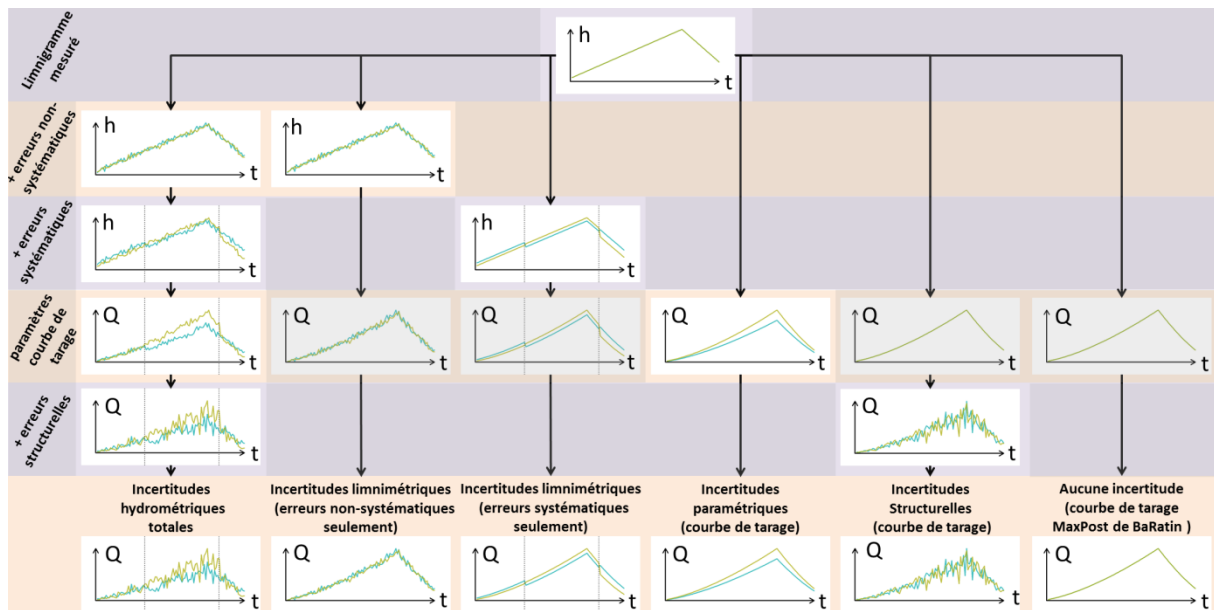 Limnigramme
mesuré
h
t
+ erreurs non-
systématiques
h
t
h
t
+ erreurs
systématiques
h
t
h
t
paramètres
courbe de
tarage
Q
t
Q
t
Q
t
Q
t
Q
t
Q
t
+ erreurs
structurelles
Q
t
Q
t
Incertitudes
hydrométriques
totales
Incertitudes limnimétriques
(erreurs non-systématiques
seulement)
Incertitudes limnimétriques
(erreurs systématiques
seulement)
Incertitudes
paramétriques
(courbe de tarage)
Incertitudes
Structurelles
(courbe de tarage)
Aucune incertitude
(courbe de tarage
MaxPost de BaRatin )
Q
t
Q
t
Q
t
Q
t
Q
t
Q
t